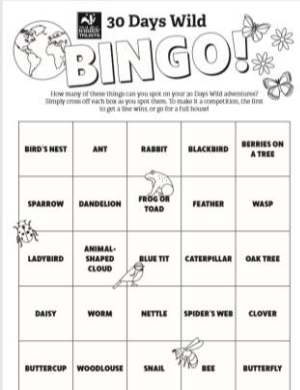 30 Days Wild
BINGO!
How many of these things can you spot on your 30 Days Wild adventures?
Simply cross off each box as you spot them. To make it a competition, the first
to get a line wins, or go for a full house!
BIRD'S NEST
ANT
RABBIT
BLACKBIRD
BERRIES ON
A TREE
SPARROW
DANDELION
FROG OR
TOAD
FEATHER
WASP
LADYBIRD
ANIMAL-
SHAPED
CLOUD
BLUE TIT
CATERPILLAR
OAK TREE
DAISY
WORM
NETTLE
SPIDER'S WEB
CLOVER
BUTTERCUP
WOODLOUSE
SNAIL
BEE
BUTTERFLY